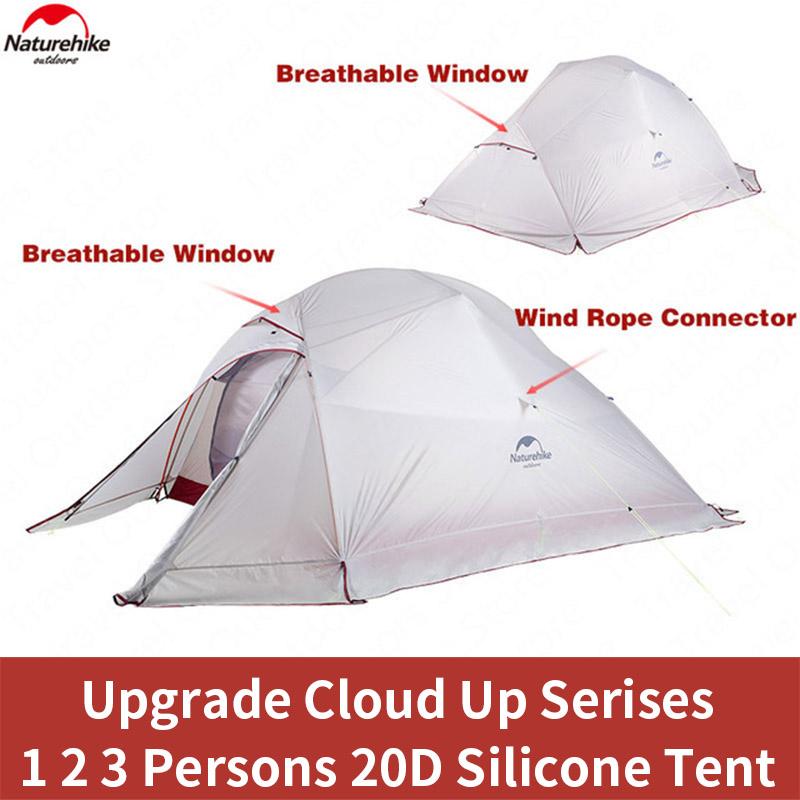 Naturehike
outdoors
Breathable Window
Breathable Window
Wind Rope Connector
Naturehike
outdoors
Upgrade Cloud Up Serises
1 2 3 Persons 20D Silicone Tent